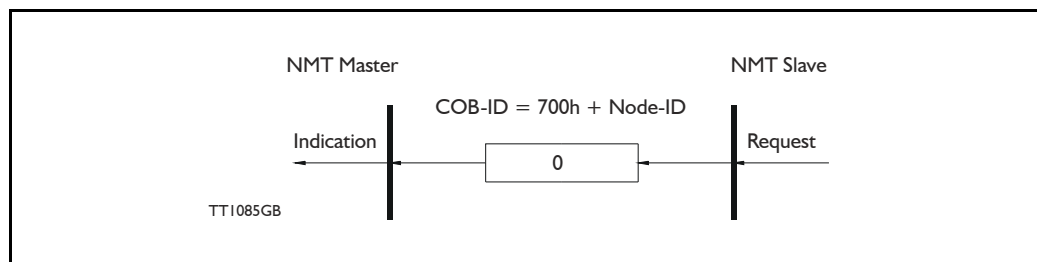 NMT Master
NMT Slave
COB-ID = 700h + Node-ID
Indication
0
Request
TT1085GB